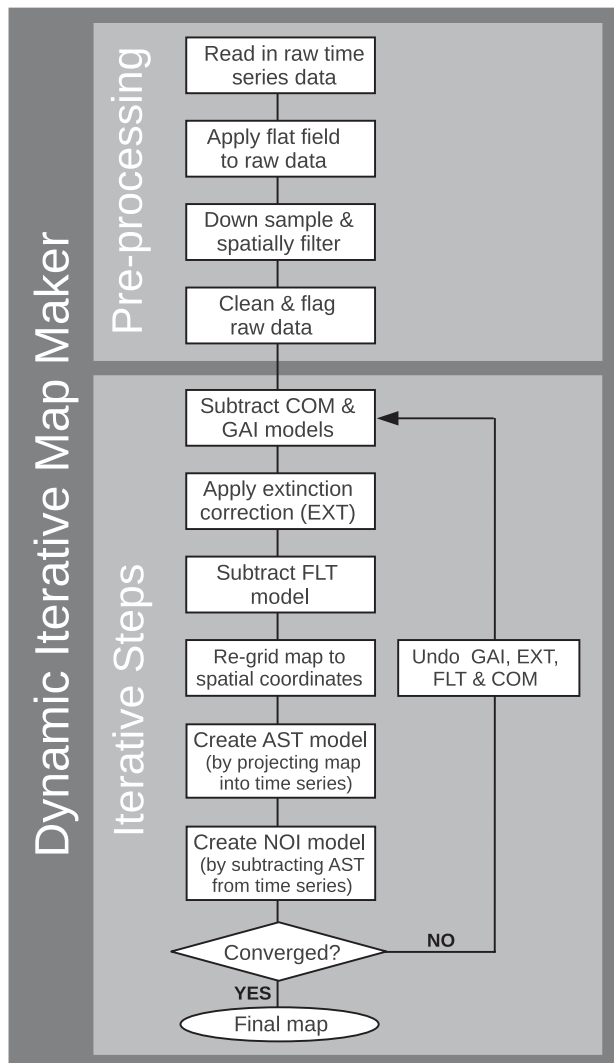 Dynamic Iterative Map Maker
Pre-processing
Read in raw time
series data
Apply flat field
to raw data
Down sample &
spatially filter
Clean & flag
raw data
Iterative Steps
Subtract COM &
GAI models
Apply extinction
correction (EXT)
Subtract FLT
model
Re-grid map to
spatial coordinates
Undo GAI, EXT,
FLT & COM
Create AST model
(by projecting map
into time series)
Create NOI model
(by subtracting AST
from time series)
Converged?
NO
YES
Final map